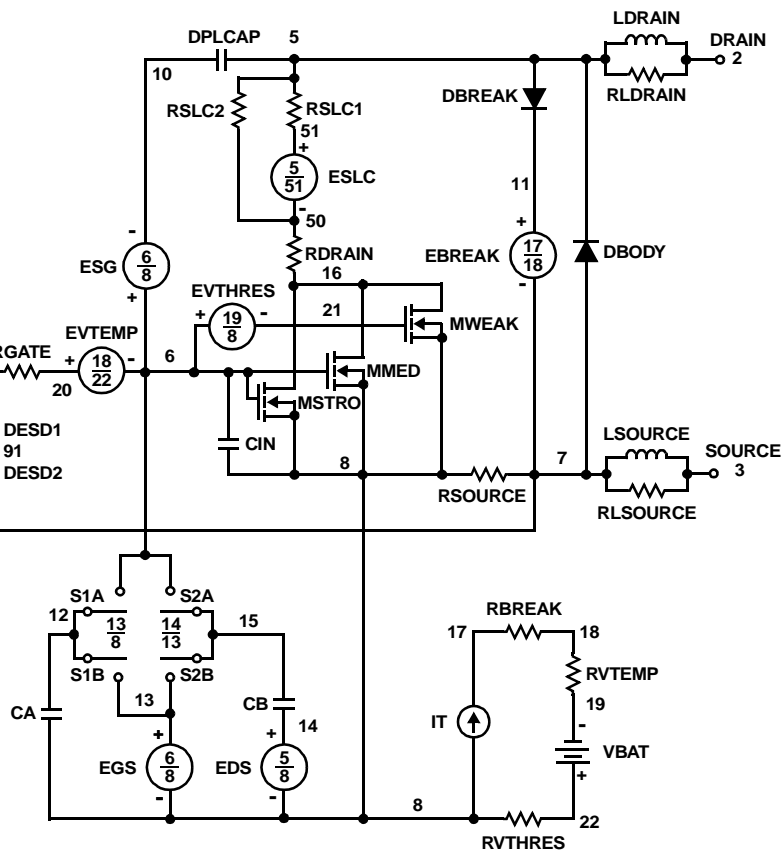 LDRAIN
DPLCAP 5 DRAIN
2
10
RSLC2 RSLC1 DBREAK RLDRAIN
51
+
5
51
ESLC
11
-
50
- +
ESG 6
8
RDRAIN EBREAK 17
18
DBODY
16
+ -
EVTHRES
+ 19
8
- 21 MWEAK
EVTEMP
RGATE + 18
22
- 6
20 MMED
MSTRO
DESD1
91 CIN
DESD2
LSOURCE
8 7 SOURCE
3
RSOURCE
RLSOURCE
S1A S2A
12 13
8
14
13
15
RBREAK
17 18
S1B S2B RVTEMP
13
CA CB 19
14 IT
-
+ + VBAT
EGS 6
8
EDS 5
8
+
- -
8
22
RVTHRES